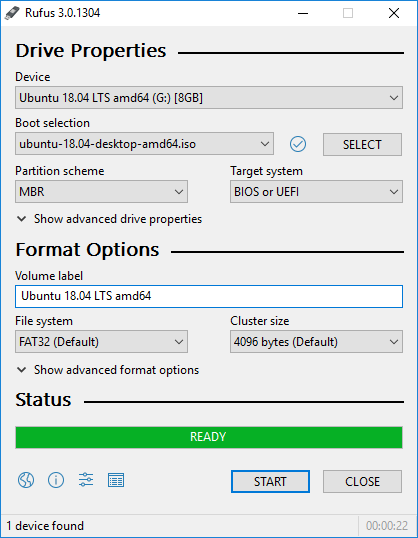 Rufus 3.0.1304
Drive Properties
Device
Ubuntu 18.04 LTS amd64 (G:) [8GB]
Boot selection
ubuntu-18.04-desktop-amd64.iso
SELECT
Partition scheme
Target system
MBR
BIOS or UEFI
Show advanced drive properties
Format Options
Volume label
Ubuntu 18.04 LTS amd64
File system
Cluster size
FAT32 (Default)
4096 bytes (Default)
Show advanced format options
Status
READY
START
CLOSE
1 device found
00:00:22